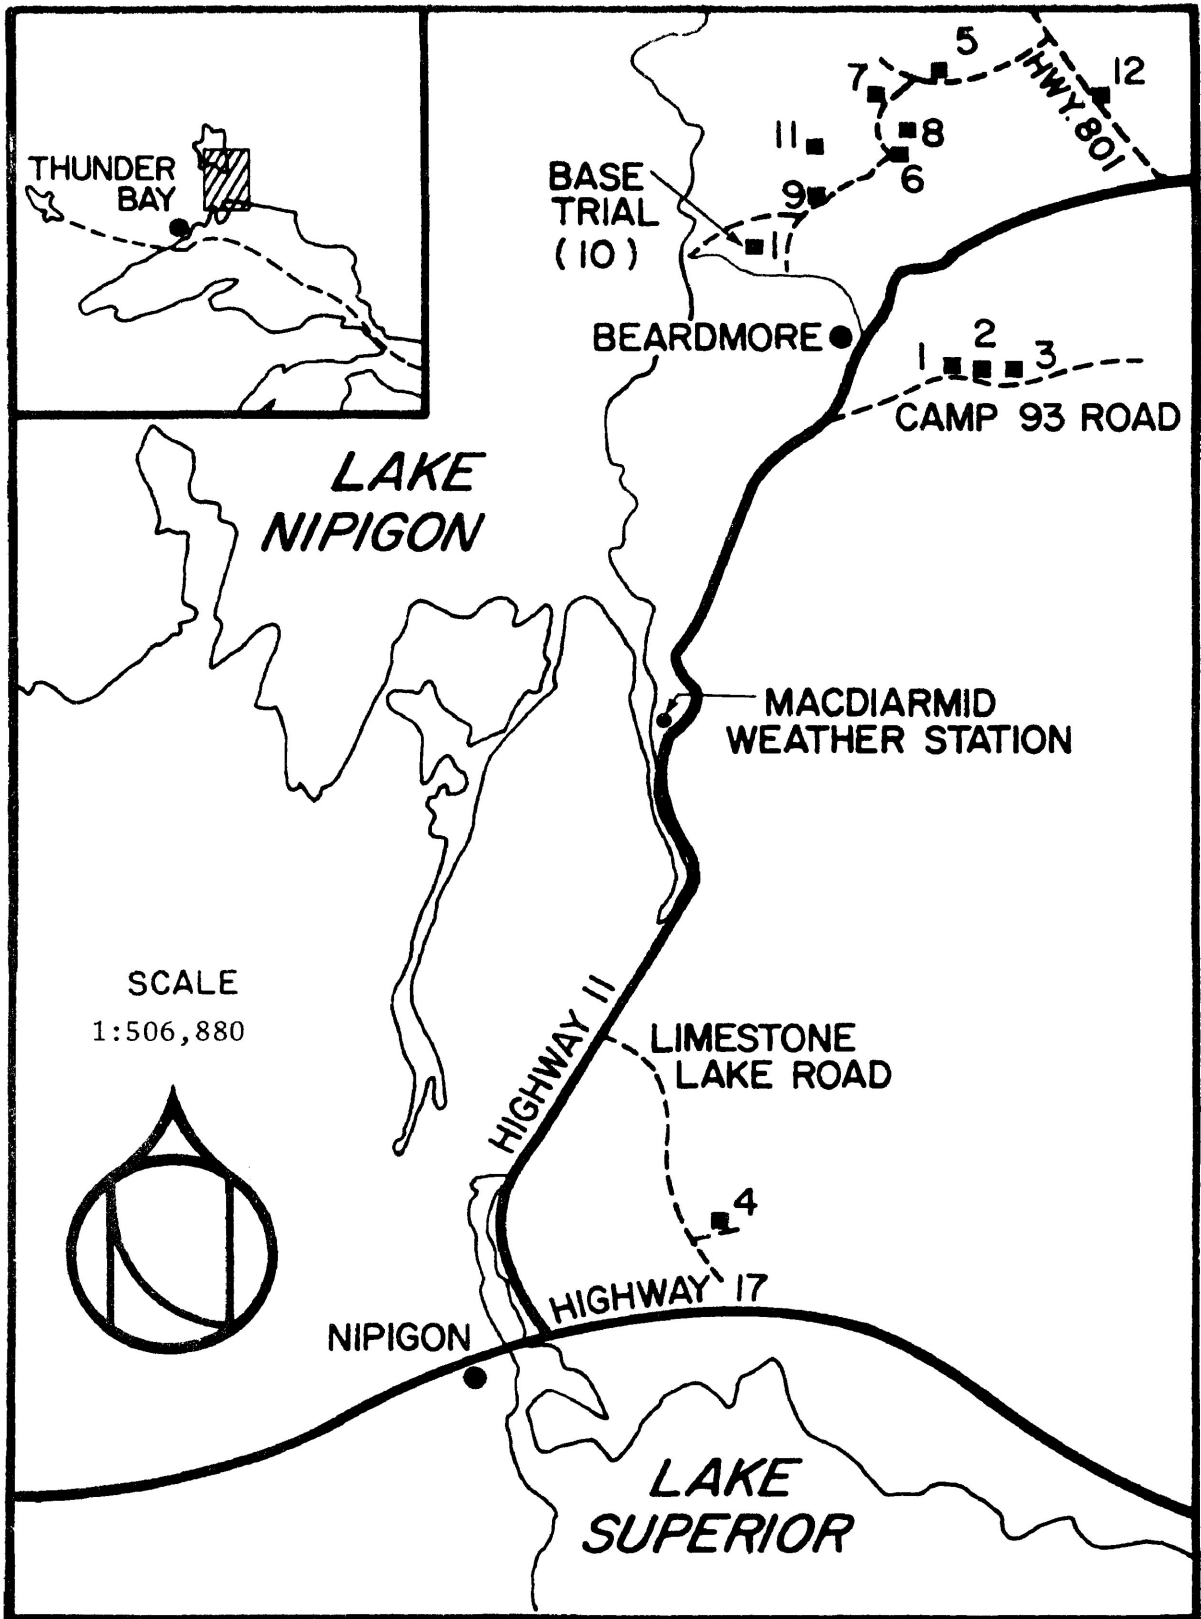 THUNDER
BAY
5
7
12
HWY. 801
11
8
BASE
TRIAL
(10)
9
6
BEARDMORE
1
2
3
CAMP 93 ROAD
LAKE
NIPIGON
MACDIARMID
WEATHER STATION
SCALE
1:506,880
HIGHWAY 11
LIMESTONE
LAKE ROAD
4
HIGHWAY 17
NIPIGON
N
LAKE
SUPERIOR